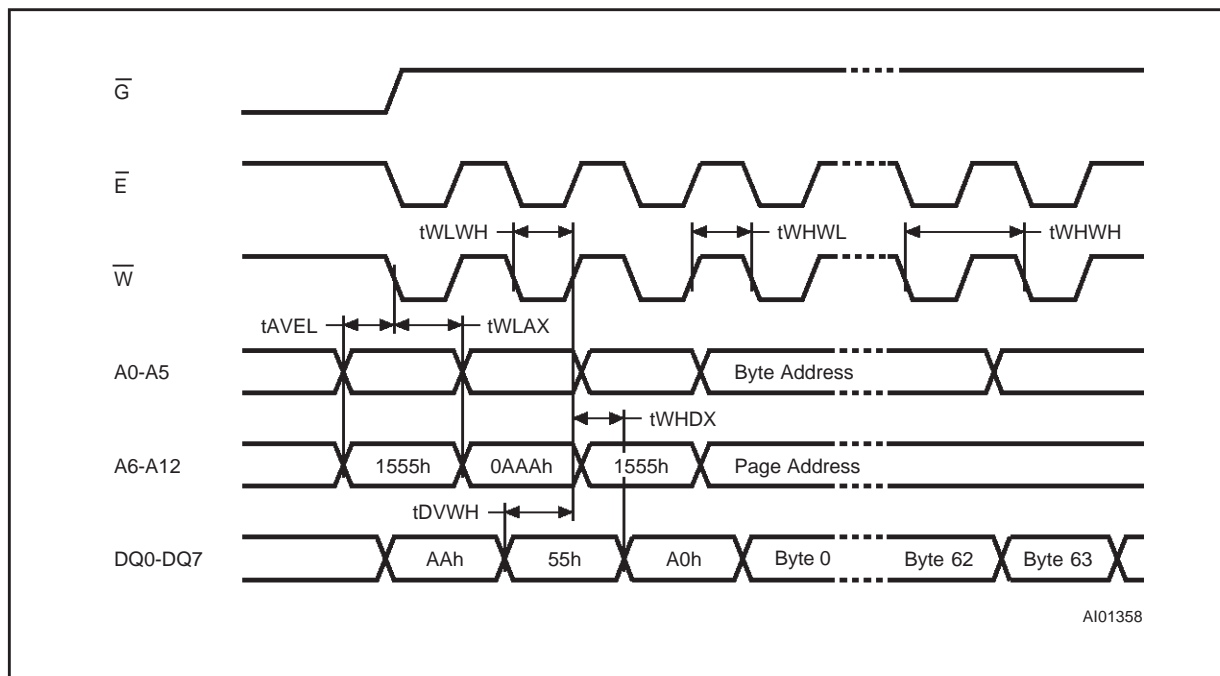 G
E
tWLWH
tWHWL
tWHWH
W
tAVEL
tWLAX
A0-A5
Byte Address
tWHDX
A6-A12
1555h
0AAAh
1555h
Page Address
tDVWH
DQ0-DQ7
AAh
55h
A0h
Byte 0
Byte 62
Byte 63
AI01358